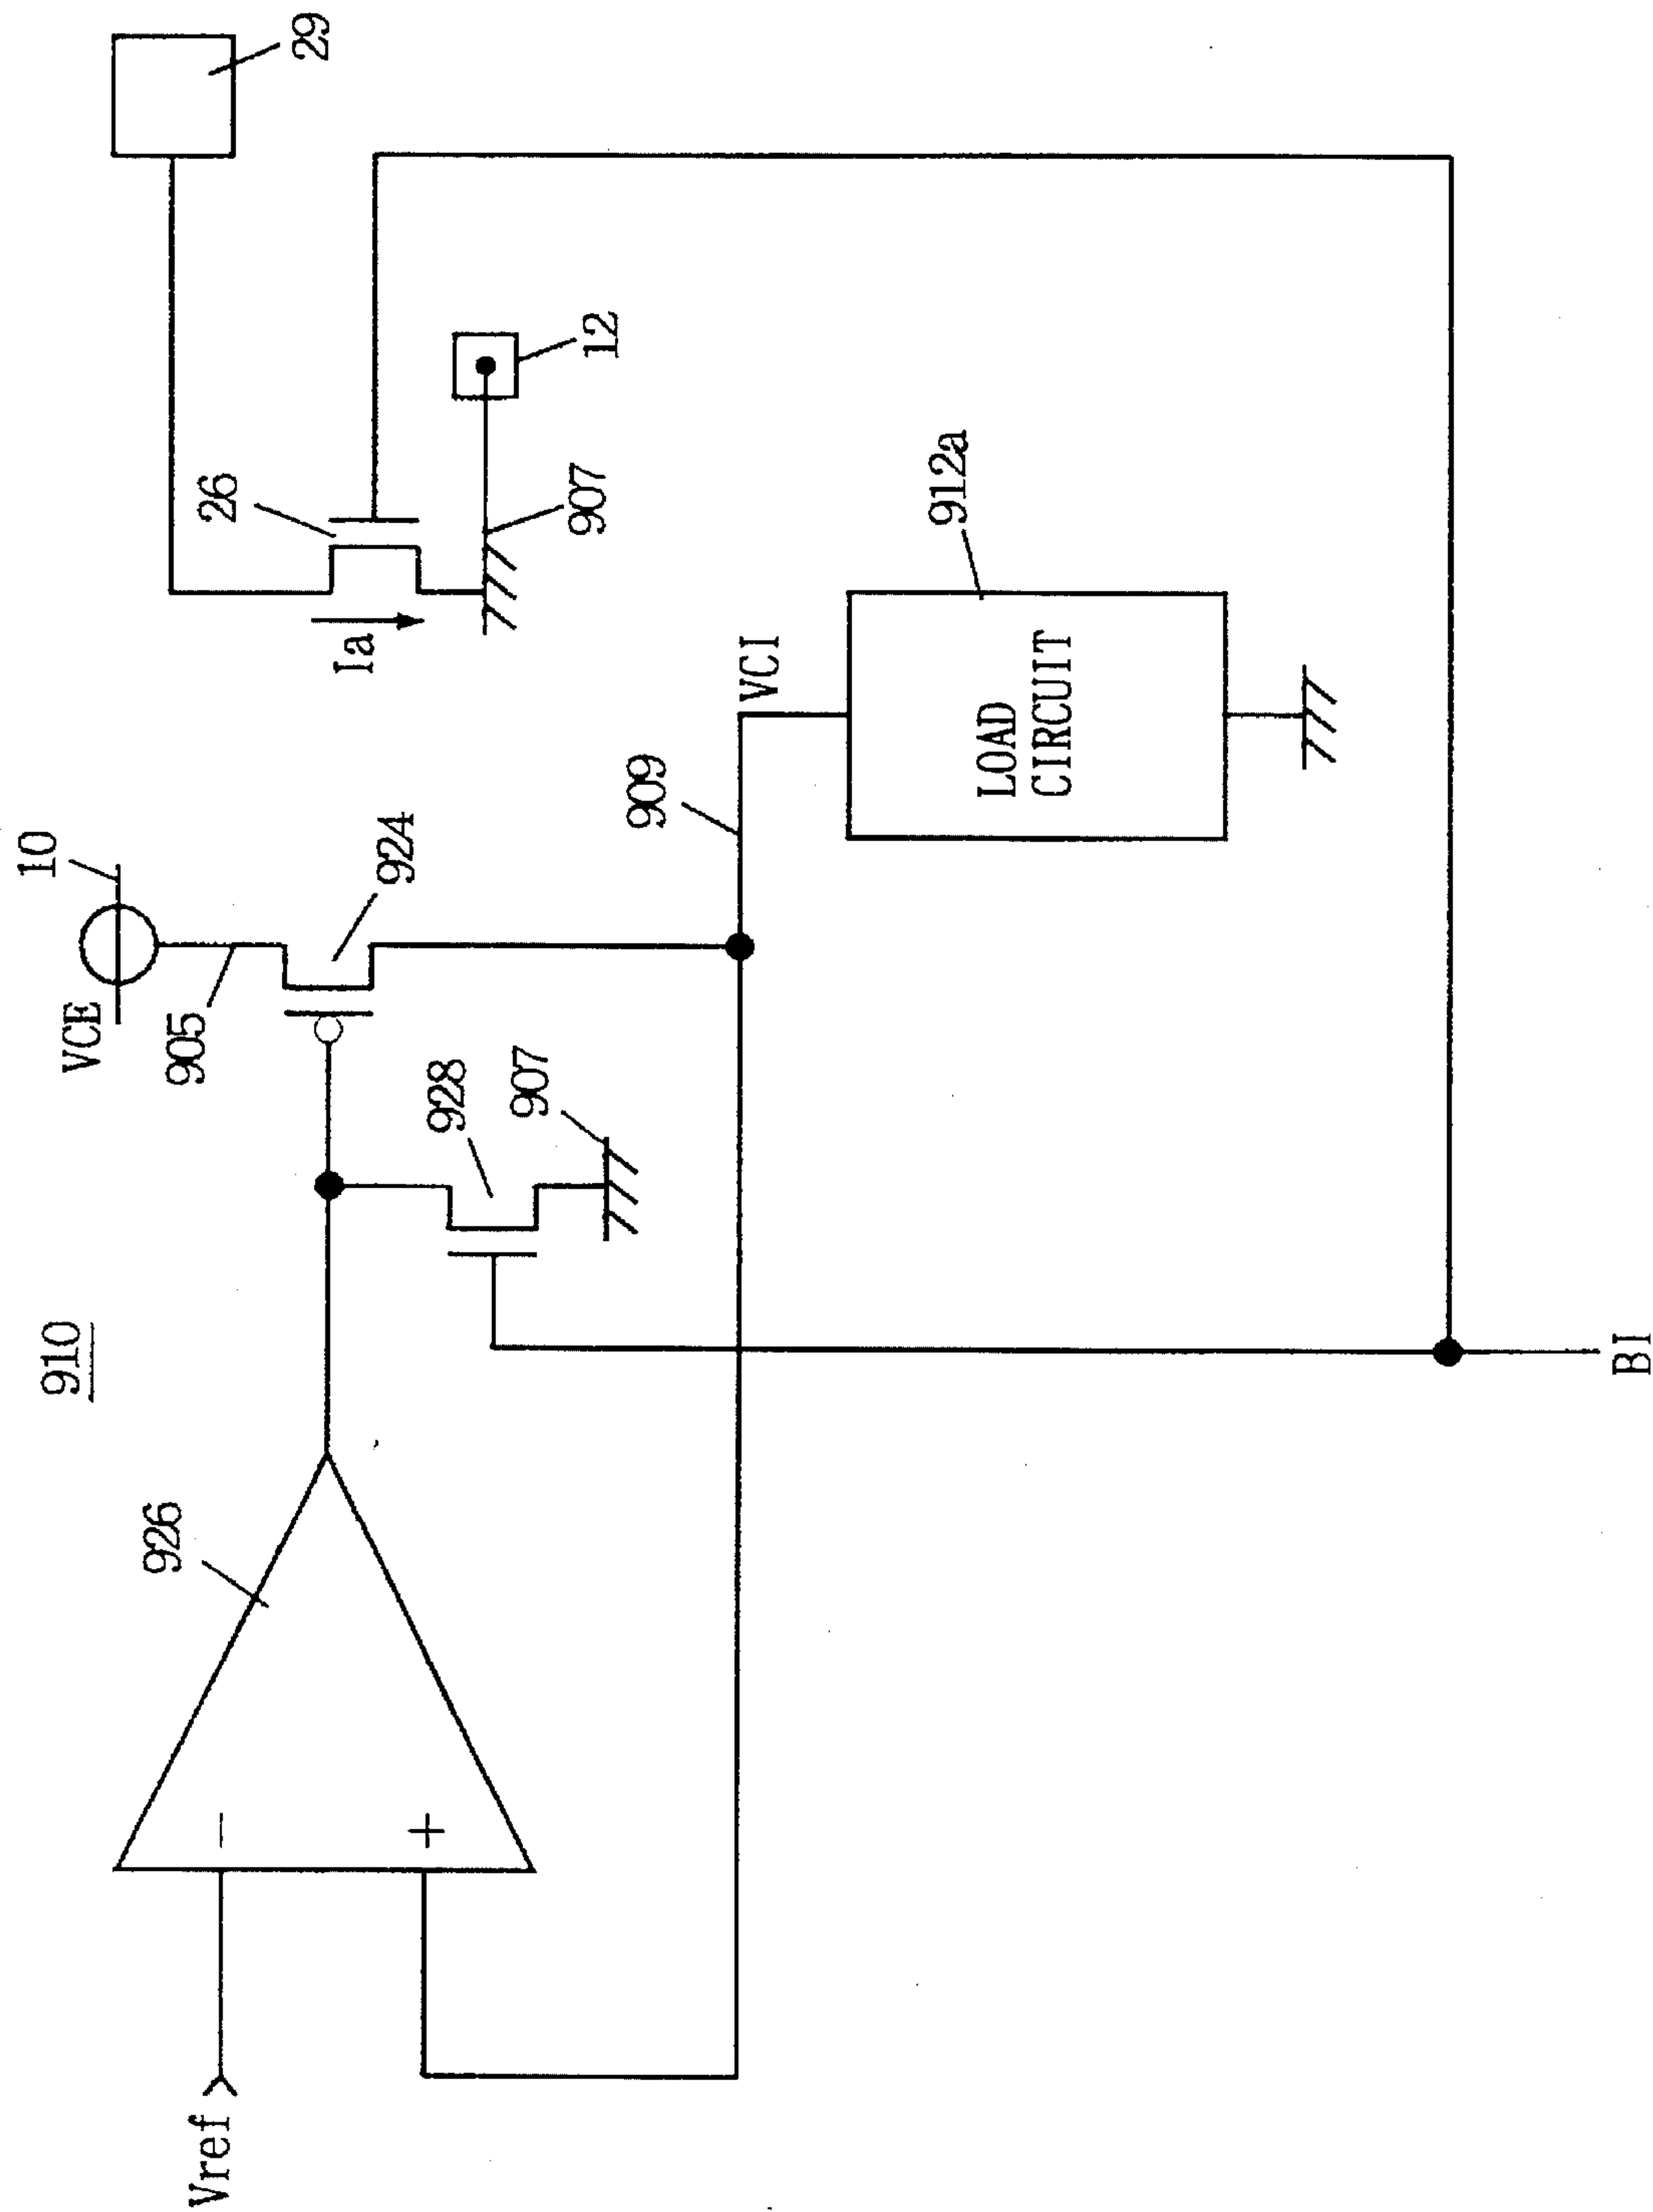 910
VCE
10
29
905
926
924
26
Ia
12
928
907
907
Vref
−
+
909
VCI
912a
LOAD
CIRCUIT
BI